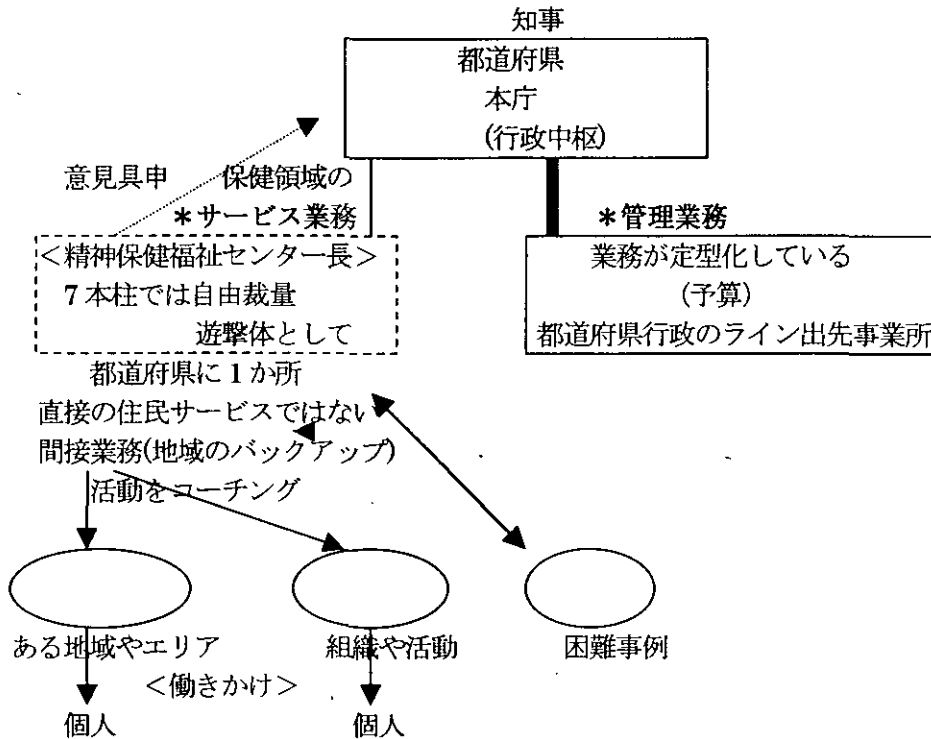 知事
都道府県
本庁
(行政中枢)
意見具申
保健領域の
＊サービス業務
＊管理業務
＜精神保健福祉センター長＞
7本柱では自由裁量
遊撃体として
業務が定型化している
(予算)
都道府県行政のライン出先事業所
都道府県に1か所
直接の住民サービスではない
間接業務(地域のバックアップ)
活動をコーチング
ある地域やエリア
組織や活動
困難事例
＜働きかけ＞
個人
個人